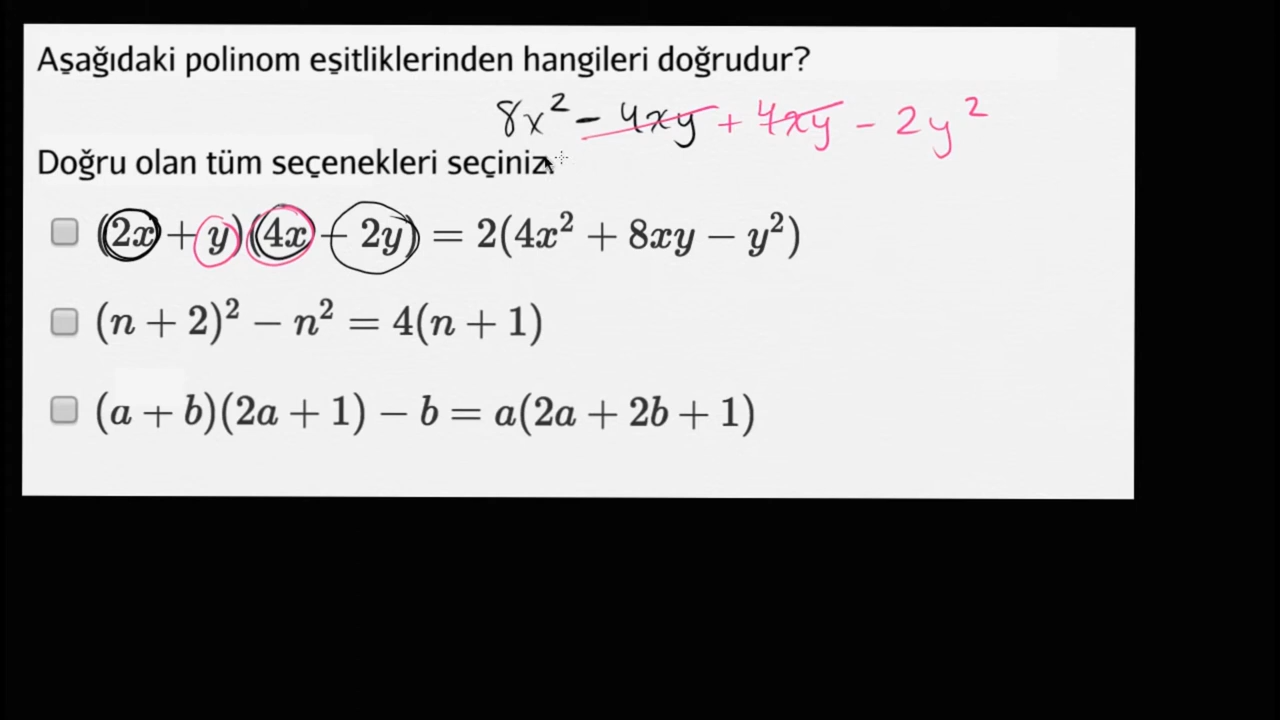 Aşağıdaki polinom eşitliklerinden hangileri doğrudur?
8x² - 4xy + 4xy - 2y²
Doğru olan tüm seçenekleri seçiniz.
(2x + y)(4x - 2y) = 2(4x² + 8xy - y²)
(n + 2)² - n² = 4(n + 1)
(a + b)(2a + 1) - b = a(2a + 2b + 1)